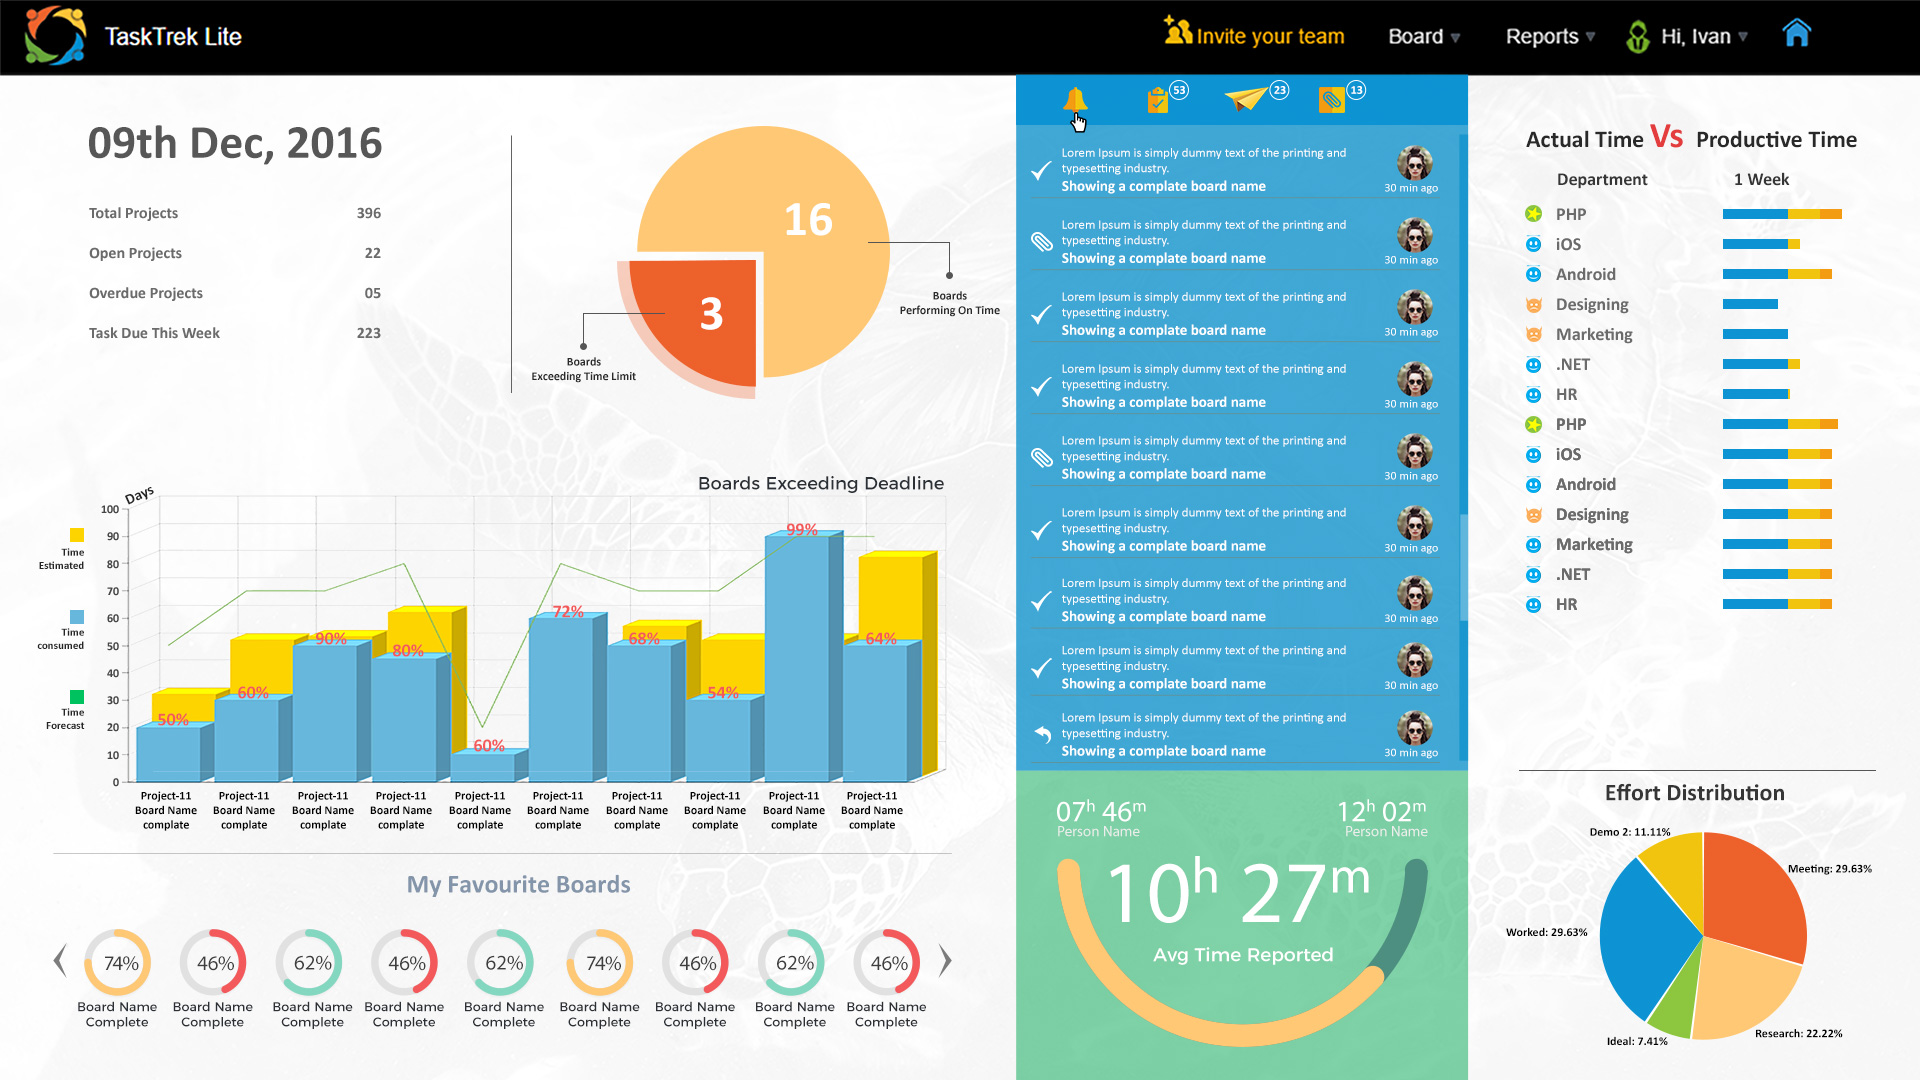 TaskTrek Lite
Invite your team
Board
Reports
Hi, Ivan
09th Dec, 2016
Total Projects 396
Open Projects 22
Overdue Projects 05
Task Due This Week 223
16
3
Boards
Performing On Time
Boards
Exceeding Time Limit
Boards Exceeding Deadline
Days
100
90
80
70
60
50
40
30
20
10
0
Time
Estimated
Time
consumed
Time
Forecast
50%
60%
90%
80%
60%
72%
68%
54%
99%
64%
Project-11 Project-11 Project-11 Project-11 Project-11 Project-11 Project-11 Project-11 Project-11 Project-11
Board Name Board Name Board Name Board Name Board Name Board Name Board Name Board Name Board Name Board Name
complate complate complate complate complate complate complate complate complate complate
My Favourite Boards
74% 46% 62% 46% 62% 74% 46% 62% 46%
Board Name Board Name Board Name Board Name Board Name Board Name Board Name Board Name Board Name
Complete Complete Complete Complete Complete Complete Complete Complete Complete
53
23
13
Lorem Ipsum is simply dummy text of the printing and
typesetting industry.
Showing a complate board name
30 min ago
Lorem Ipsum is simply dummy text of the printing and
typesetting industry.
Showing a complate board name
30 min ago
Lorem Ipsum is simply dummy text of the printing and
typesetting industry.
Showing a complate board name
30 min ago
Lorem Ipsum is simply dummy text of the printing and
typesetting industry.
Showing a complate board name
30 min ago
Lorem Ipsum is simply dummy text of the printing and
typesetting industry.
Showing a complate board name
30 min ago
Lorem Ipsum is simply dummy text of the printing and
typesetting industry.
Showing a complate board name
30 min ago
Lorem Ipsum is simply dummy text of the printing and
typesetting industry.
Showing a complate board name
30 min ago
Lorem Ipsum is simply dummy text of the printing and
typesetting industry.
Showing a complate board name
30 min ago
Lorem Ipsum is simply dummy text of the printing and
typesetting industry.
Showing a complate board name
30 min ago
07h 46m
Person Name
12h 02m
Person Name
10h 27m
Avg Time Reported
Actual Time Vs Productive Time
Department 1 Week
PHP
iOS
Android
Designing
Marketing
.NET
HR
PHP
iOS
Android
Designing
Marketing
.NET
HR
Effort Distribution
Demo 2: 11.11%
Meeting: 29.63%
Worked: 29.63%
Research: 22.22%
Ideal: 7.41%